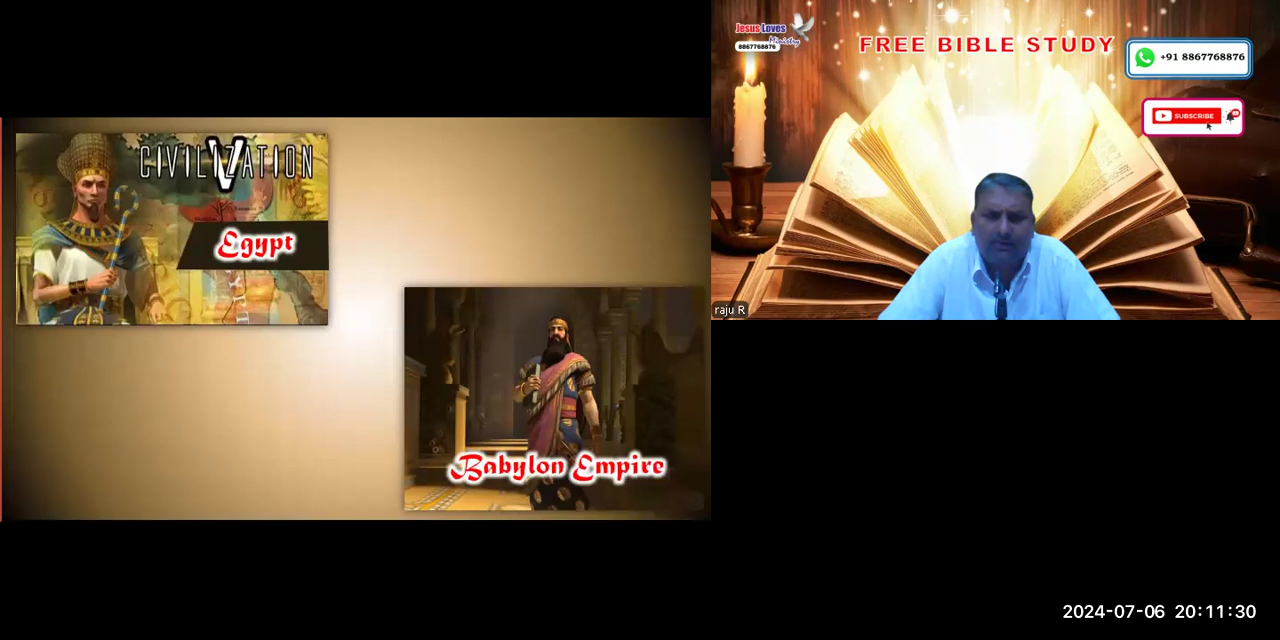 CIVILIZATION
V
Egypt
Babylon Empire
Jesus Loves
Ministry
8867768876
FREE BIBLE STUDY
+91 8867768876
SUBSCRIBE
raju R
2024-07-06 20:11:30